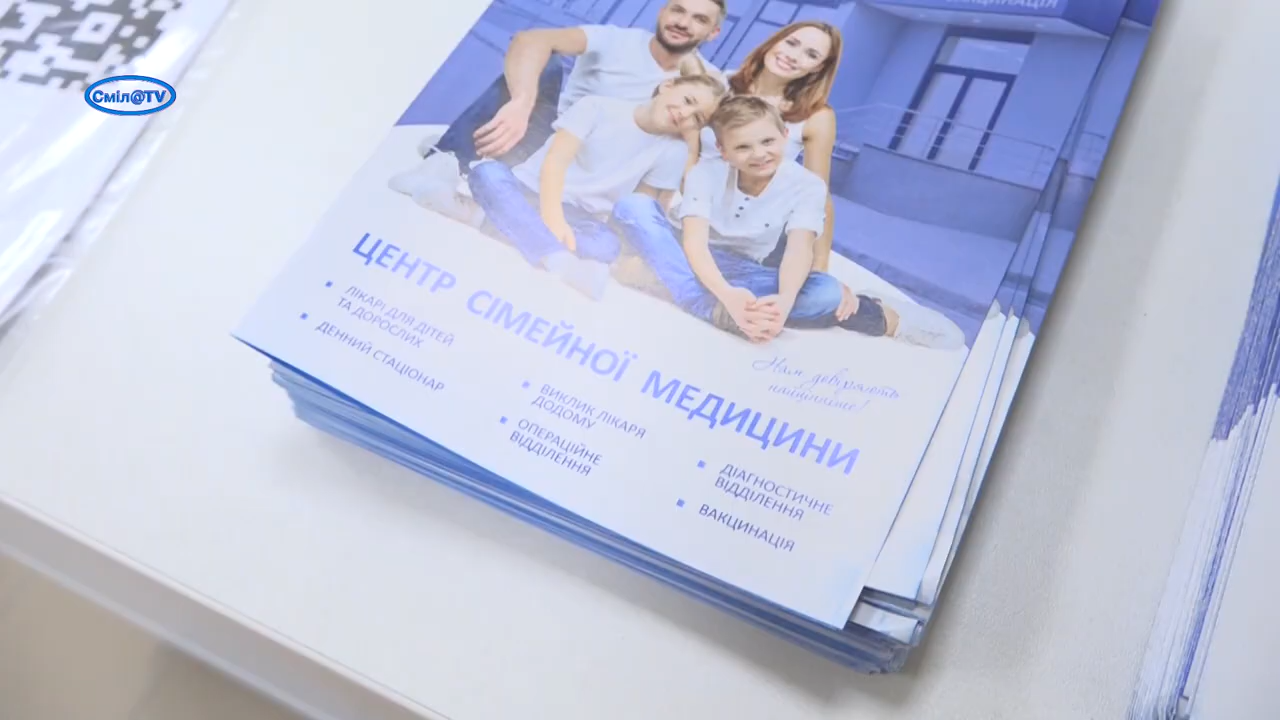 ВАКЦИНАЦІЯ
Сміл@TV
ЦЕНТР СІМЕЙНОЇ МЕДИЦИНИ
Нам довіряють
найцінніше!
ЛІКАРІ ДЛЯ ДІТЕЙ
ТА ДОРОСЛИХ
ДЕННИЙ СТАЦІОНАР
ВИКЛИК ЛІКАРЯ
ДОДОМУ
ОПЕРАЦІЙНЕ
ВІДДІЛЕННЯ
ДІАГНОСТИЧНЕ
ВІДДІЛЕННЯ
ВАКЦИНАЦІЯ